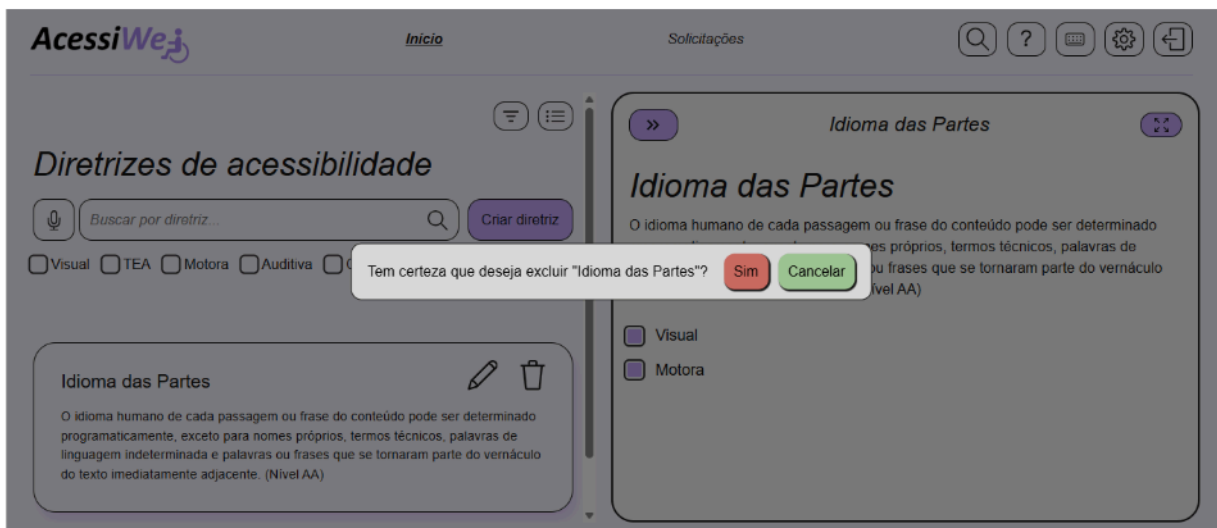 AcessiWeb
Início
Solicitações
?
Diretrizes de acessibilidade
Buscar por diretriz...
Criar diretriz
Visual TEA Motora Auditiva
Idioma das Partes
O idioma humano de cada passagem ou frase do conteúdo pode ser determinado
programaticamente, exceto para nomes próprios, termos técnicos, palavras de
linguagem indeterminada e palavras ou frases que se tornaram parte do vernáculo
do texto imediatamente adjacente. (Nível AA)
»
Idioma das Partes
Idioma das Partes
O idioma humano de cada passagem ou frase do conteúdo pode ser determinado
nomes próprios, termos técnicos, palavras de
ou frases que se tornaram parte do vernáculo
(Nível AA)
Visual
Motora
Tem certeza que deseja excluir "Idioma das Partes"?
Sim
Cancelar